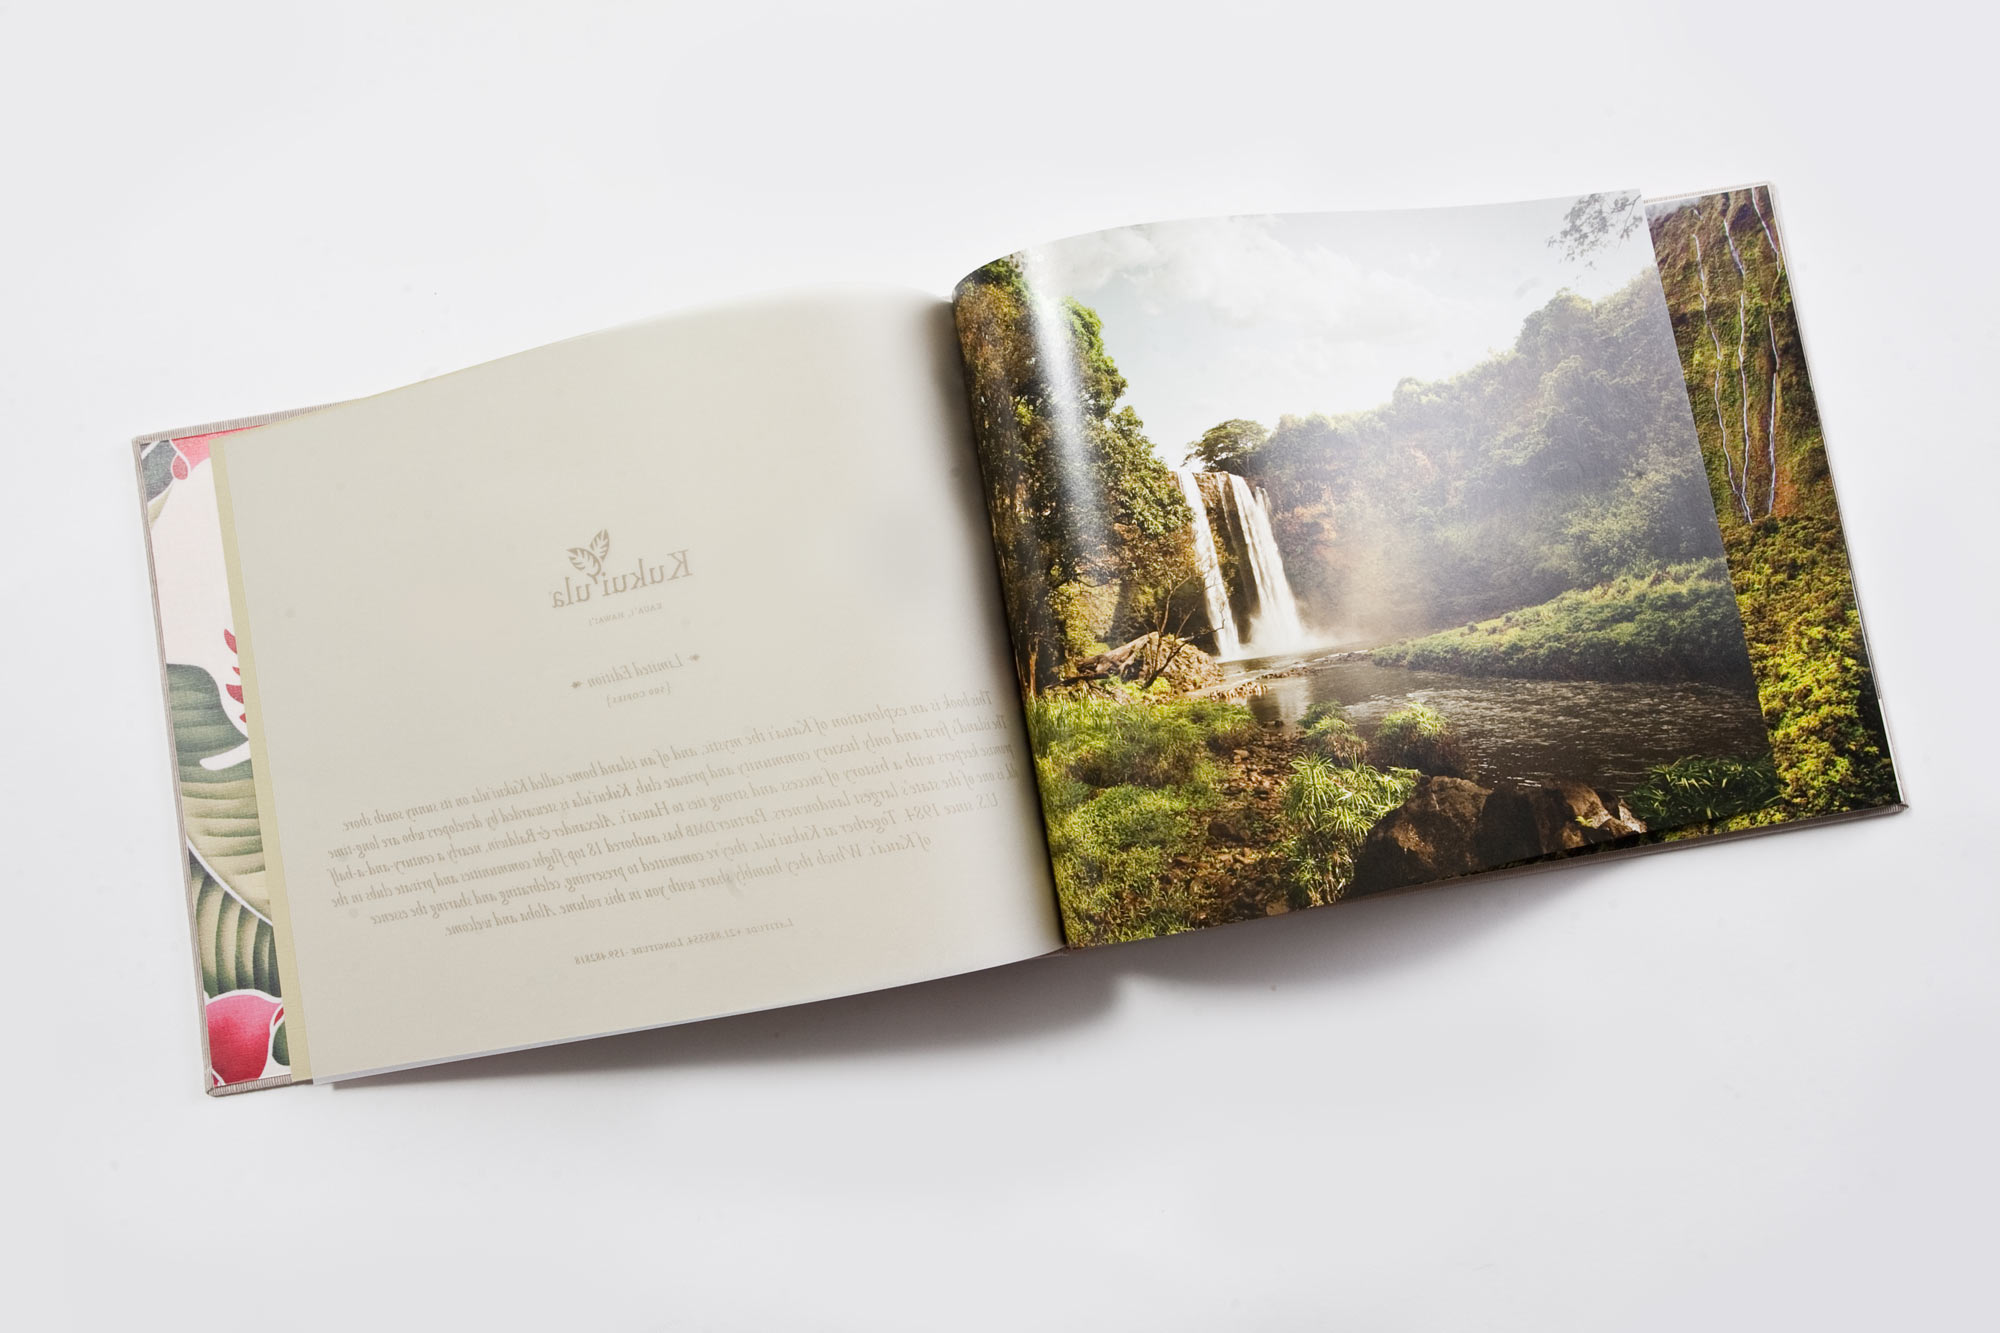 Kukui'ula
KAUA'I, HAWAI'I
Limited Edition
{500 COPIES}
This book is an exploration of Kaua'i the mystic and of an island home called Kukui'ula on its sunny south shore.
The island's first and only luxury community and private club, Kukui'ula is stewarded by developers who are long-time
promise keepers with a history of success and strong ties to Hawai'i. Alexander & Baldwin, nearly a century-and-a-half
old, is one of the state's largest landowners. Partner DMB has authored 18 top-flight communities and private clubs in the
U.S. since 1984. Together at Kukui'ula, they're committed to preserving, celebrating and sharing the essence
of Kaua'i. Which they humbly share with you in this volume. Aloha and welcome.
LATITUDE +21.885554, LONGITUDE -159.482818